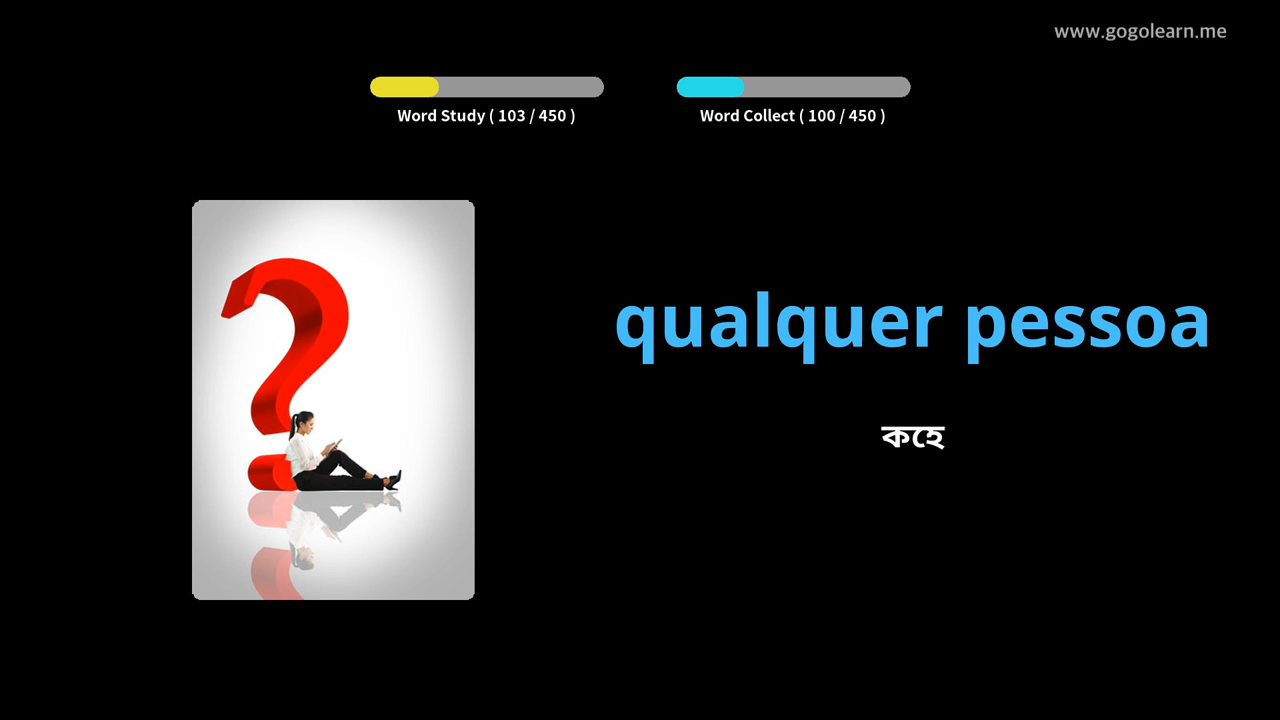 www.gogolearn.me
Word Study ( 103 / 450 )
Word Collect ( 100 / 450 )
qualquer pessoa
কহে